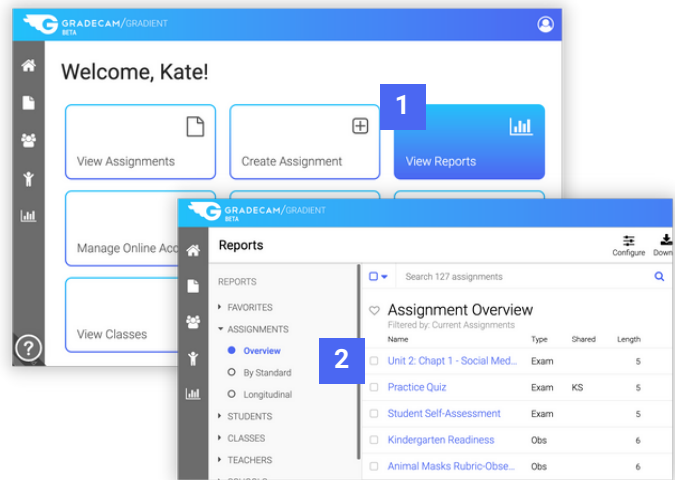 GRADECAM/GRADIENT
BETA
Welcome, Kate!
1
View Assignments
Create Assignment
View Reports
Manage Online Acc
View Classes
?
GRADECAM/GRADIENT
BETA
Reports
Configure
Down
REPORTS
FAVORITES
ASSIGNMENTS
Overview
By Standard
Longitudinal
STUDENTS
CLASSES
TEACHERS
2
Search 127 assignments
Assignment Overview
Filtered by: Current Assignments
Name Type Shared Length
Unit 2: Chapt 1 - Social Med... Exam 5
Practice Quiz Exam KS 5
Student Self-Assessment Exam 5
Kindergarten Readiness Obs 6
Animal Masks Rubric-Obse... Obs 6